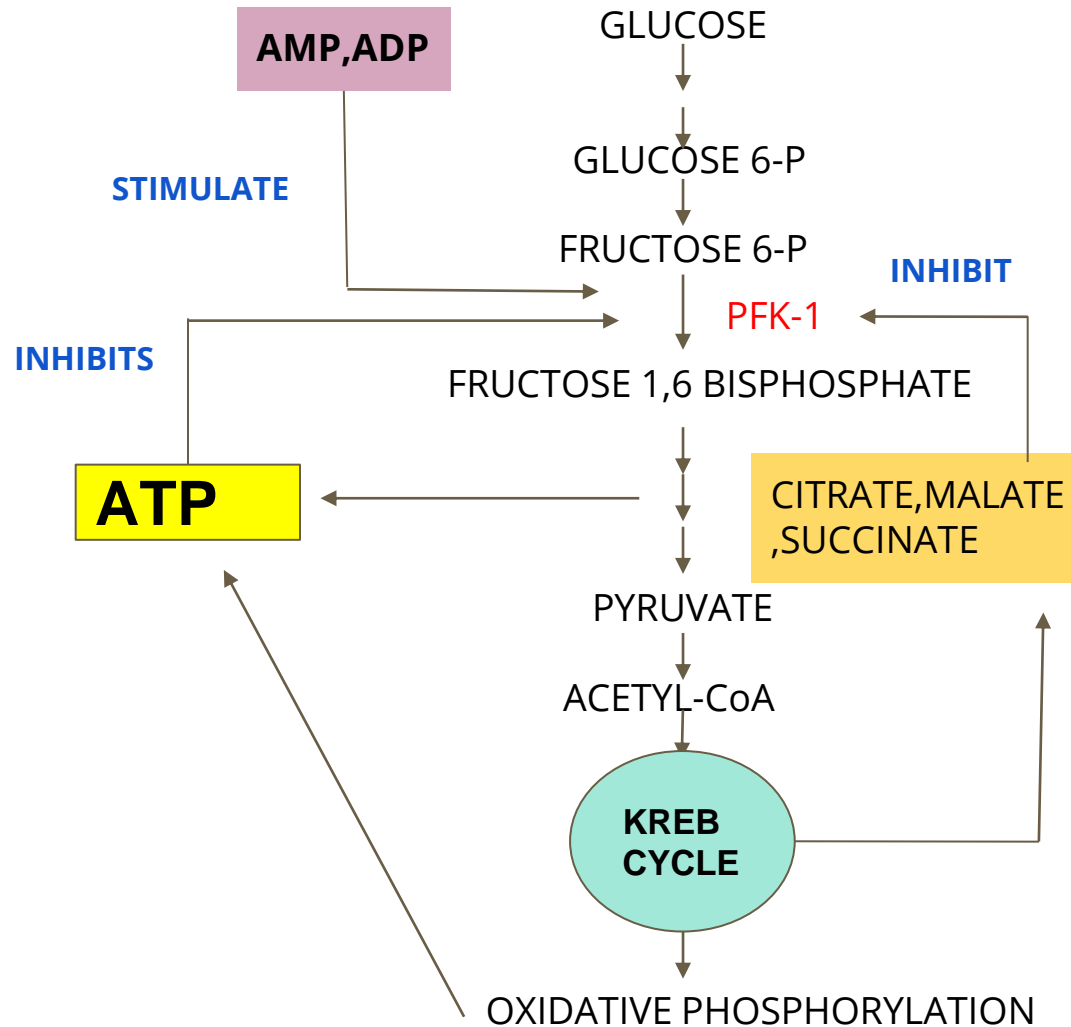 GLUCOSE
AMP,ADP
GLUCOSE 6-P
STIMULATE
FRUCTOSE 6-P
INHIBIT
PFK-1
INHIBITS
FRUCTOSE 1,6 BISPHOSPHATE
ATP
CITRATE,MALATE
,SUCCINATE
PYRUVATE
ACETYL-CoA
KREB
CYCLE
OXIDATIVE PHOSPHORYLATION